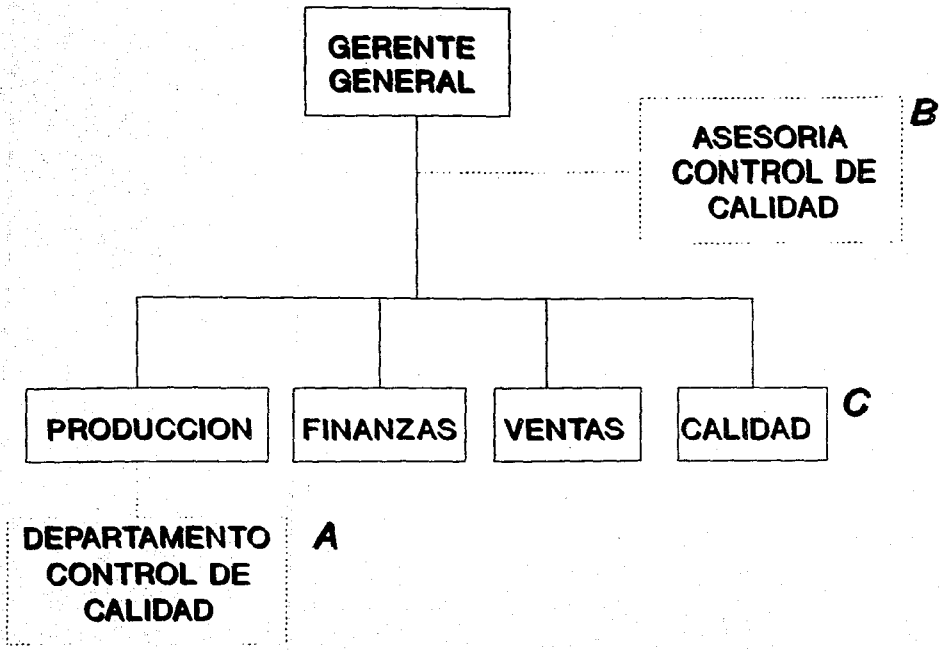 GERENTE
GENERAL
B
ASESORIA
CONTROL DE
CALIDAD
PRODUCCION
FINANZAS
VENTAS
CALIDAD
C
DEPARTAMENTO
CONTROL DE
CALIDAD
A